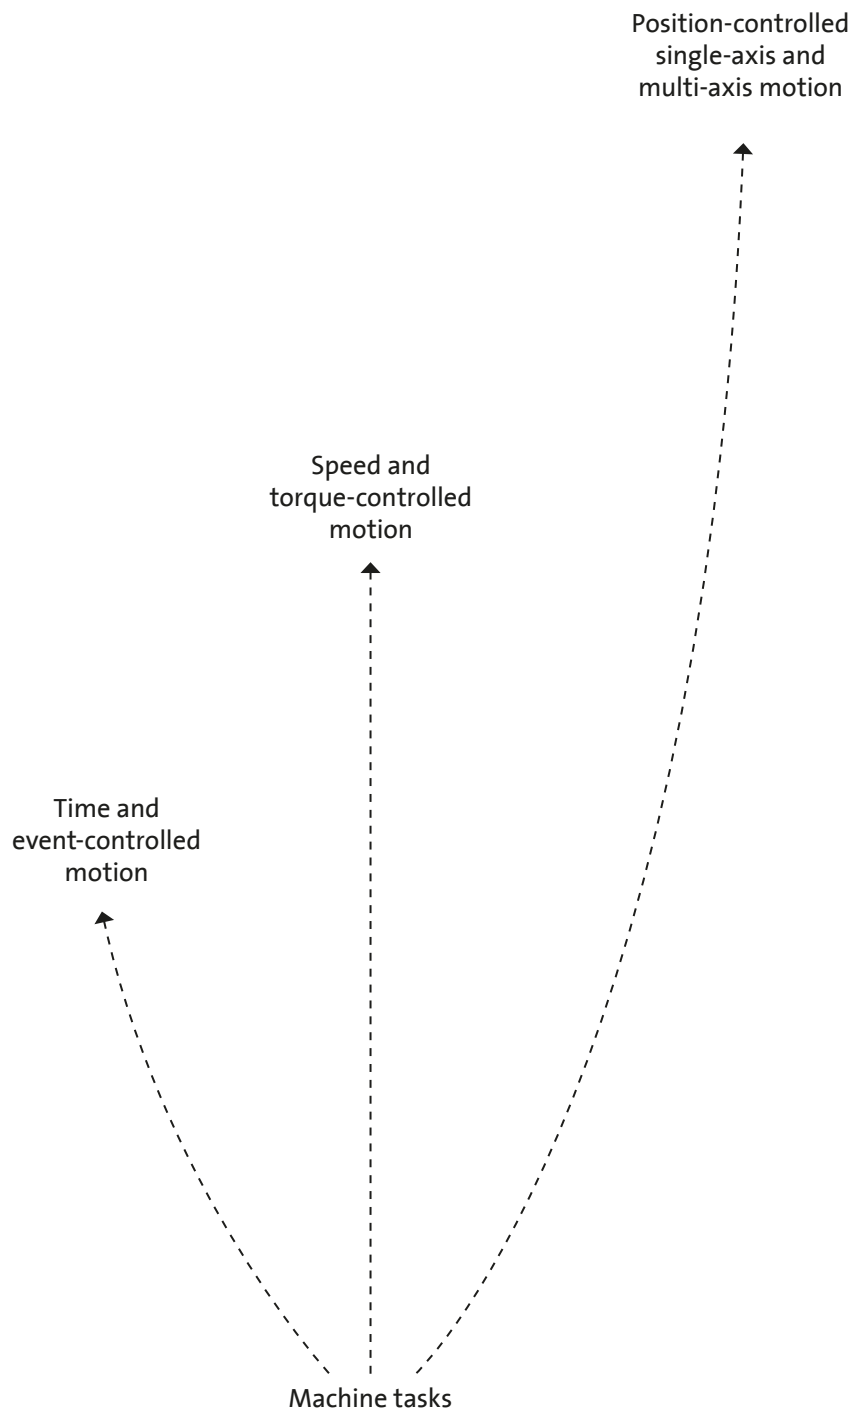 Position-controlled
single-axis and
multi-axis motion
Speed and
torque-controlled
motion
Time and
event-controlled
motion
Machine tasks